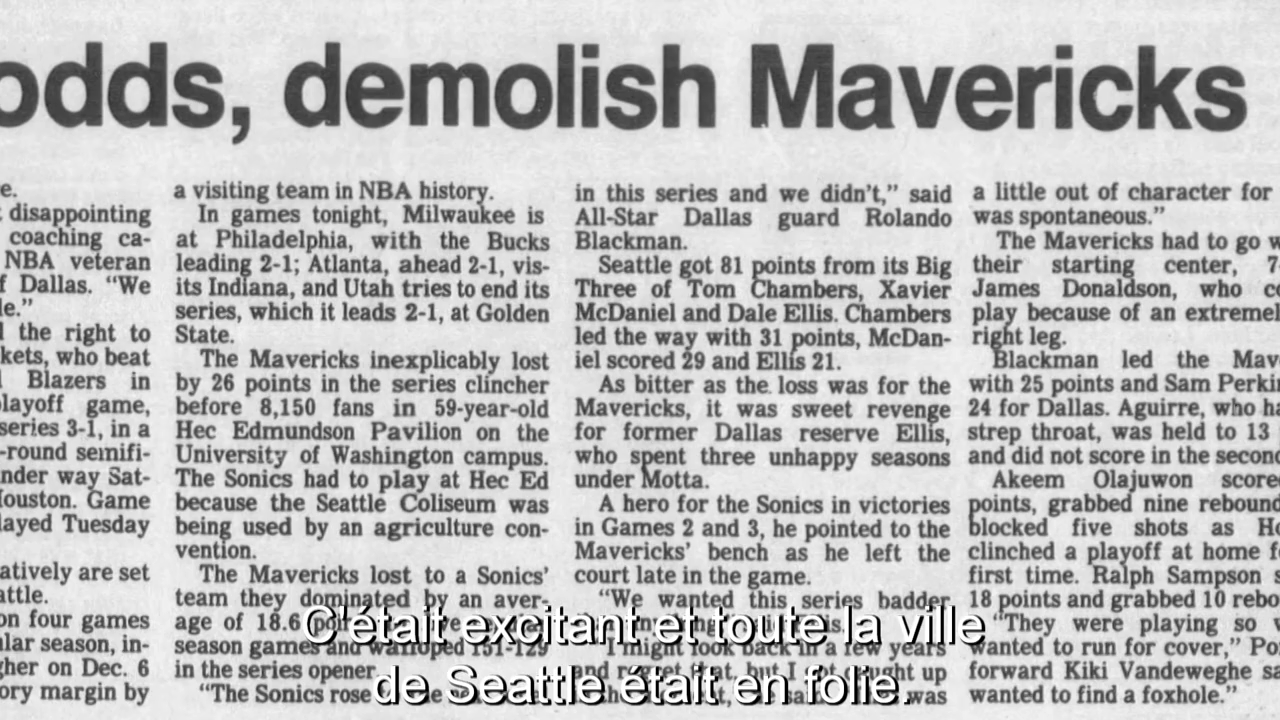 odds, demolish Mavericks
e.
disappointing
coaching ca-
NBA veteran
f Dallas. “We
le.”
the right to
kets, who beat
Blazers in
playoff game,
series 3-1, in a
-round semifi-
nder way Sat-
Houston. Game
layed Tuesday
atively are set
attle.
on four games
lar season, in-
gher on Dec. 6
ory margin by
a visiting team in NBA history.
In games tonight, Milwaukee is
at Philadelphia, with the Bucks
leading 2-1; Atlanta, ahead 2-1, vis-
its Indiana, and Utah tries to end its
series, which it leads 2-1, at Golden
State.
The Mavericks inexplicably lost
by 26 points in the series clincher
before 8,150 fans in 59-year-old
Hec Edmundson Pavilion on the
University of Washington campus.
The Sonics had to play at Hec Ed
because the Seattle Coliseum was
being used by an agriculture con-
vention.
The Mavericks lost to a Sonics’
team they dominated by an aver-
age of 18.6
season games and walloped 151-129
in the series opener.
“The Sonics rose
in this series and we didn’t,” said
All-Star Dallas guard Rolando
Blackman.
Seattle got 81 points from its Big
Three of Tom Chambers, Xavier
McDaniel and Dale Ellis. Chambers
led the way with 31 points, McDan-
iel scored 29 and Ellis 21.
As bitter as the loss was for the
Mavericks, it was sweet revenge
for former Dallas reserve Ellis,
who spent three unhappy seasons
under Motta.
A hero for the Sonics in victories
in Games 2 and 3, he pointed to the
Mavericks’ bench as he left the
court late in the game.
“We wanted this series badder
“I might look back in a few years
and regret that, but I got caught up
was
a little out of character for
was spontaneous.”
The Mavericks had to go w
their starting center, 7-
James Donaldson, who co
play because of an extremel
right leg.
Blackman led the Mav
with 25 points and Sam Perkin
24 for Dallas. Aguirre, who ha
strep throat, was held to 13
and did not score in the second
Akeem Olajuwon score
points, grabbed nine rebound
blocked five shots as Ho
clinched a playoff at home fo
first time. Ralph Sampson s
18 points and grabbed 10 rebo
“They were playing so w
wanted to run for cover,” Po
forward Kiki Vandeweghe sa
wanted to find a foxhole.”
C'était excitant et toute la ville
de Seattle était en folie.